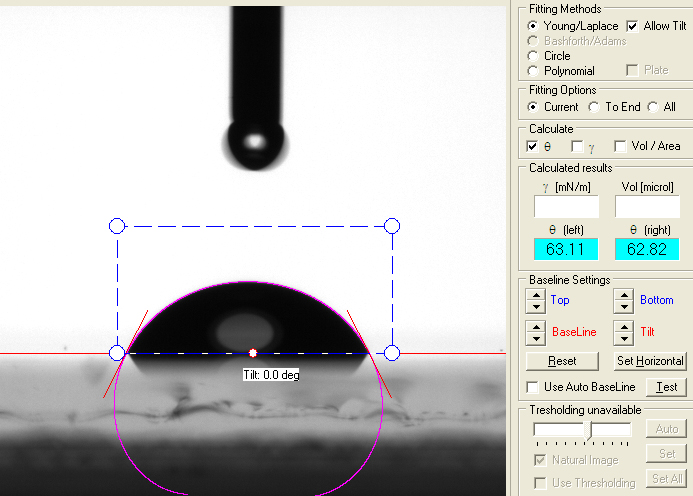 Fitting Methods
Young/Laplace
Allow Tilt
Bashforth/Adams
Circle
Polynomial
Plate
Fitting Options
Current
To End
All
Calculate
θ
γ
Vol / Area
Calculated results
γ [mN/m]
Vol [microl]
θ (left)
θ (right)
63.11
62.82
Baseline Settings
Top
Bottom
BaseLine
Tilt
Reset
Set Horizontal
Use Auto BaseLine
Test
Tresholding unavailable
Auto
Natural Image
Set
Use Thresholding
Set All
Tilt: 0.0 deg